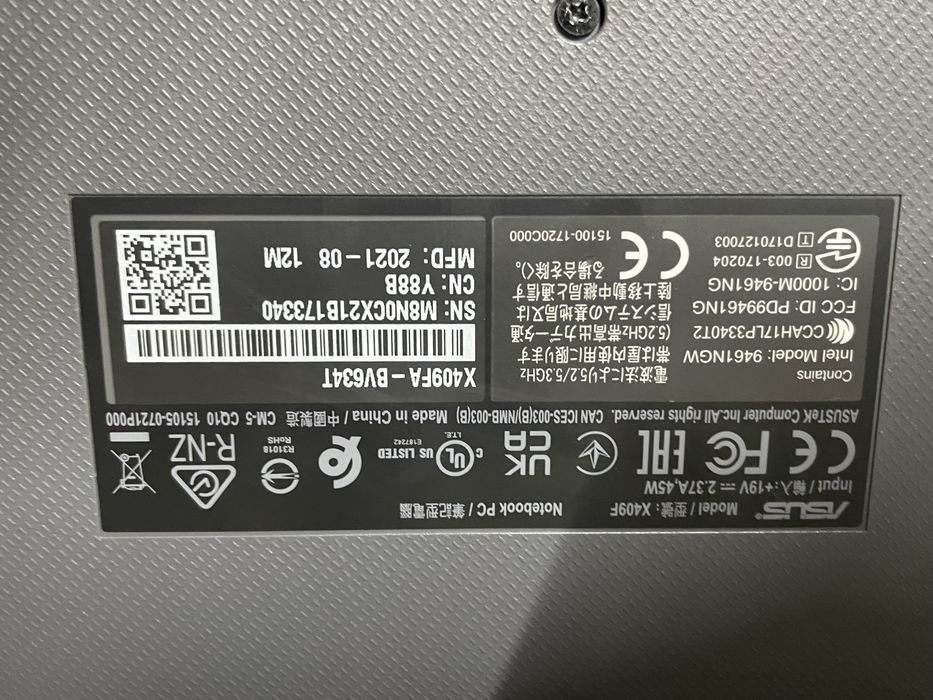 ASUS Model / 型號: X409F Notebook PC / 筆記型電腦
Input / 輸入: +19V ⎓ 2.37A, 45W
CE FC EAC UK CA C UL US LISTED R-NZ
I.T.E.
E187242
R31018
RoHS
ASUSTeK Computer Inc.All rights reserved. CAN ICES-003(B)/NMB-003(B) Made in China / 中國製造 CM-5 CG10 15105-0721P000
Contains
Intel Model: 9461NGW
CCAH17LP3340T2
FCC ID: PD99461NG
IC: 1000M-9461NG
R 003-170204
T D170127003
電波法により5.2/5.3GHz
帯は屋内使用に限ります
(5.2GHz帯高出力データ通
信システムの基地局又は
陸上移動中継局と通信す
る場合を除く)。
CE
15100-1720C000
X409FA-BV634T
SN: M8N0CX21B173340
CN: Y88B
MFD: 2021-08 12M